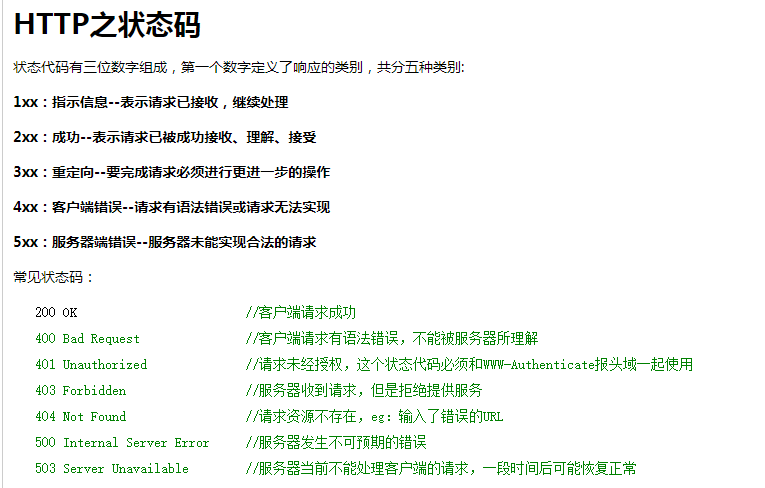 HTTP之状态码
状态代码有三位数字组成，第一个数字定义了响应的类别，共分五种类别:
1xx：指示信息--表示请求已接收，继续处理
2xx：成功--表示请求已被成功接收、理解、接受
3xx：重定向--要完成请求必须进行更进一步的操作
4xx：客户端错误--请求有语法错误或请求无法实现
5xx：服务器端错误--服务器未能实现合法的请求
常见状态码：
200 OK //客户端请求成功
400 Bad Request //客户端请求有语法错误，不能被服务器所理解
401 Unauthorized //请求未经授权，这个状态代码必须和WWW-Authenticate报头域一起使用
403 Forbidden //服务器收到请求，但是拒绝提供服务
404 Not Found //请求资源不存在，eg：输入了错误的URL
500 Internal Server Error //服务器发生不可预期的错误
503 Server Unavailable //服务器当前不能处理客户端的请求，一段时间后可能恢复正常